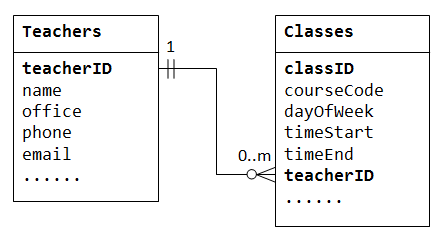 Teachers
teacherID
name
office
phone
email
......
1
0..m
Classes
classID
courseCode
dayOfWeek
timeStart
timeEnd
teacherID
......